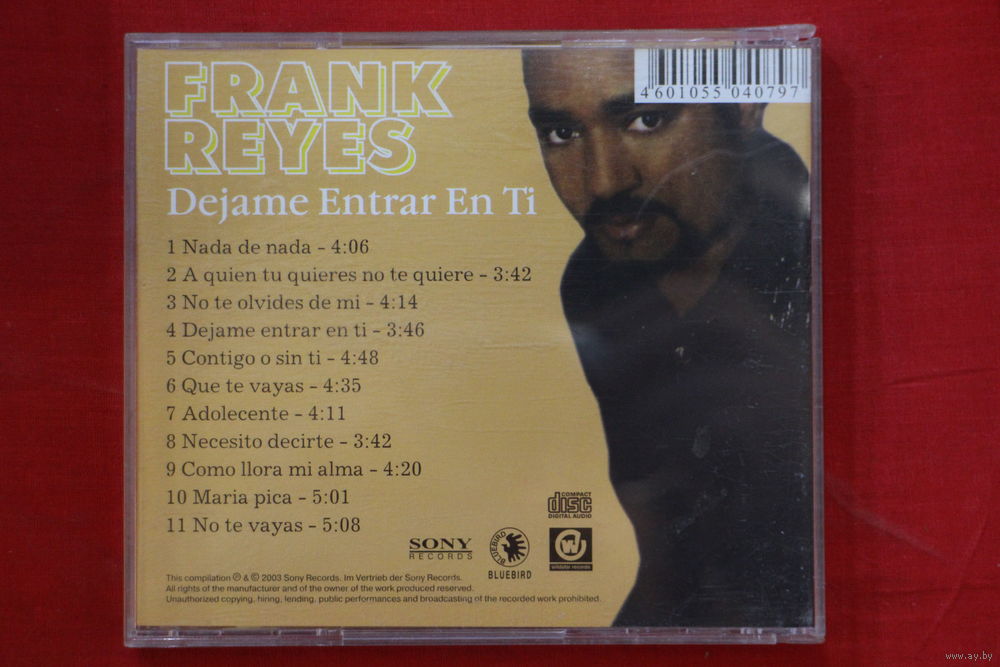 FRANK
REYES
Dejame Entrar En Ti
4601055 040797
1 Nada de nada - 4:06
2 A quien tu quieres no te quiere - 3:42
3 No te olvides de mi - 4:14
4 Dejame entrar en ti - 3:46
5 Contigo o sin ti - 4:48
6 Que te vayas - 4:35
7 Adolecente - 4:11
8 Necesito decirte - 3:42
9 Como llora mi alma - 4:20
10 Maria pica - 5:01
11 No te vayas - 5:08
COMPACT
disc
DIGITAL AUDIO
SONY
RECORDS
BLUEBIRD
BLUEBIRD
W
wildstar records
This compilation ℗ & © 2003 Sony Records. Im Vertrieb der Sony Records.
All rights of the manufacturer and of the owner of the work produced reserved.
Unauthorized copying, hiring, lending, public performances and broadcasting of the recorded work prohibited.
www.ay.by